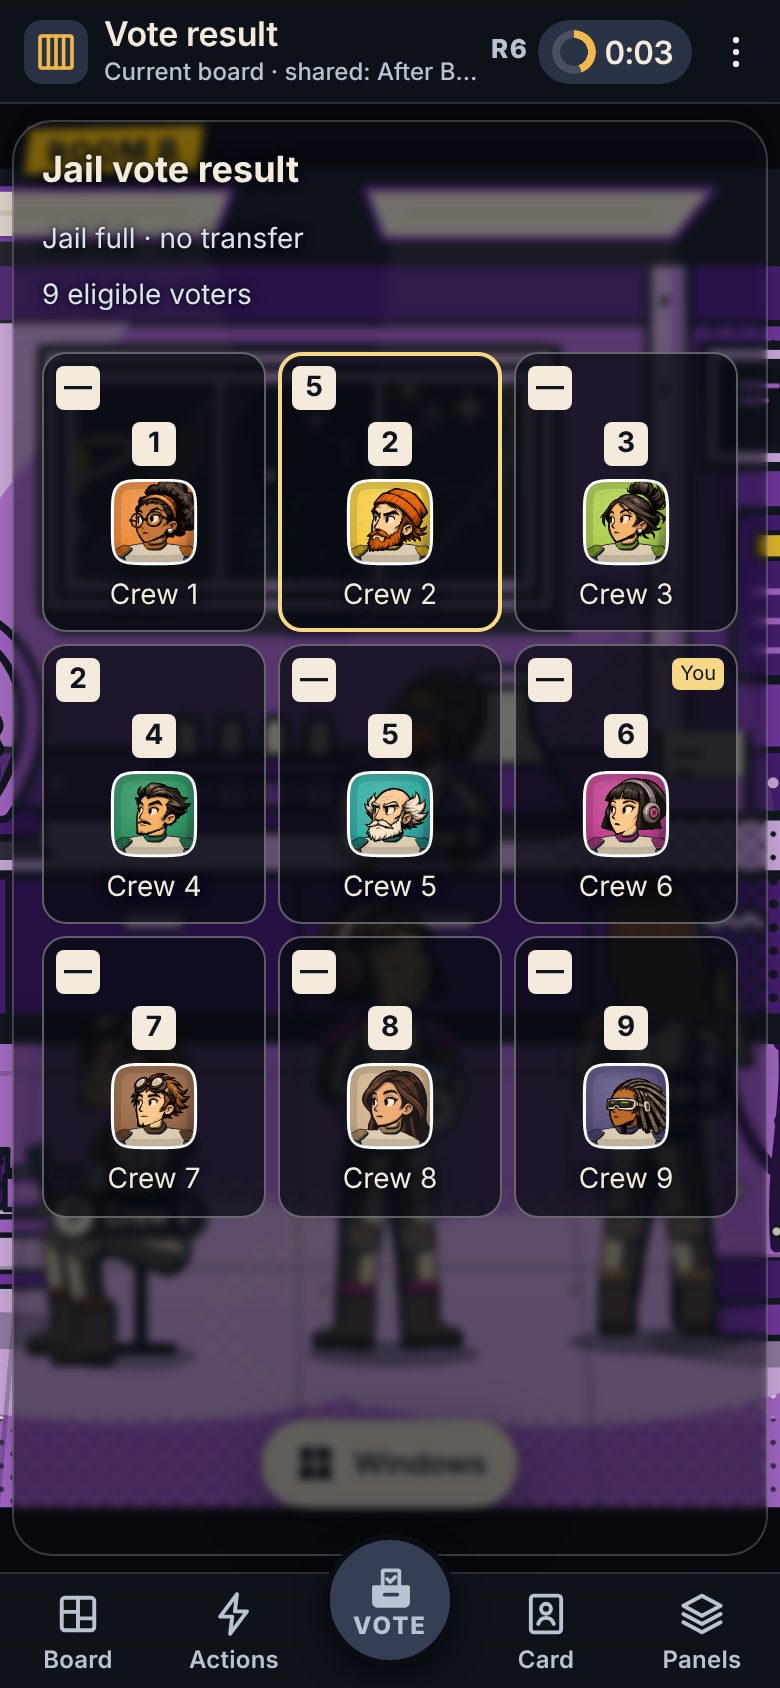 Vote result
Current board · shared: After B...
R6
0:03
ROOM B
Jail vote result
Jail full · no transfer
9 eligible voters
—
1
Crew 1
5
2
Crew 2
—
3
Crew 3
2
4
Crew 4
—
5
Crew 5
—
You
6
Crew 6
—
7
Crew 7
—
8
Crew 8
—
9
Crew 9
Windows
Board
Actions
VOTE
Card
Panels